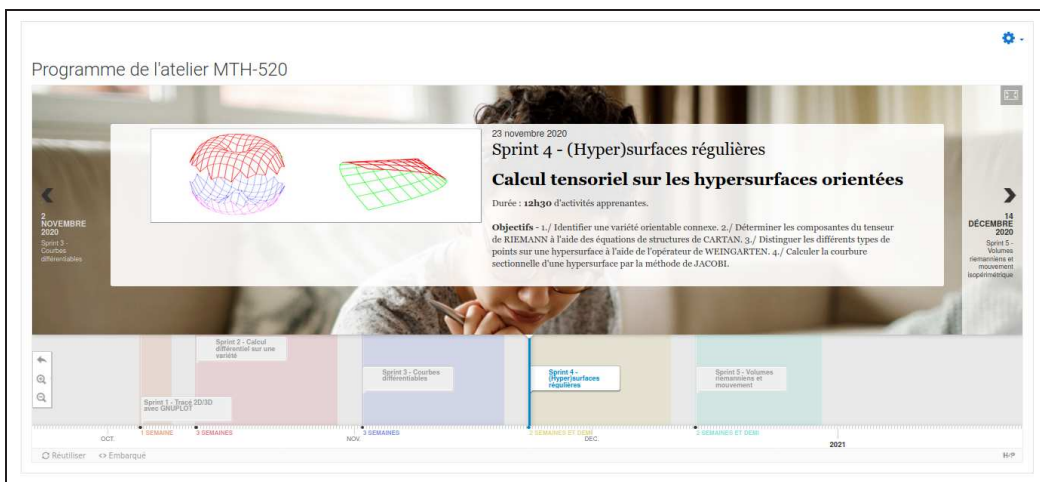 Programme de l'atelier MTH-520
23 novembre 2020
Sprint 4 - (Hyper)surfaces régulières
Calcul tensoriel sur les hypersurfaces orientées
Durée : 12h30 d'activités apprenantes.
Objectifs - 1./ Identifier une variété orientable connexe. 2./ Déterminer les composantes du tenseur
de RIEMANN à l'aide des équations de structures de CARTAN. 3./ Distinguer les différents types de
points sur une hypersurface à l'aide de l'opérateur de WEINGARTEN. 4./ Calculer la courbure
sectionnelle d'une hypersurface par la méthode de JACOBI.
2
NOVEMBRE
2020
Sprint 3 -
Courbes
différentiables
14
DÉCEMBRE
2020
Sprint 5 -
Volumes
riemanniens et
mouvement
isopérimétrique
Sprint 2 - Calcul
différentiel sur une
variété
Sprint 3 - Courbes
différentiables
Sprint 4 -
(Hyper)surfaces
régulières
Sprint 5 - Volumes
riemanniens et
mouvement
Sprint 1 - Tracé 2D/3D
avec GNUPLOT
1 SEMAINE
3 SEMAINES
3 SEMAINES
2 SEMAINES ET DEMI
2 SEMAINES ET DEMI
OCT.
NOV.
DEC.
2021
Réutiliser
Embarqué
H5P